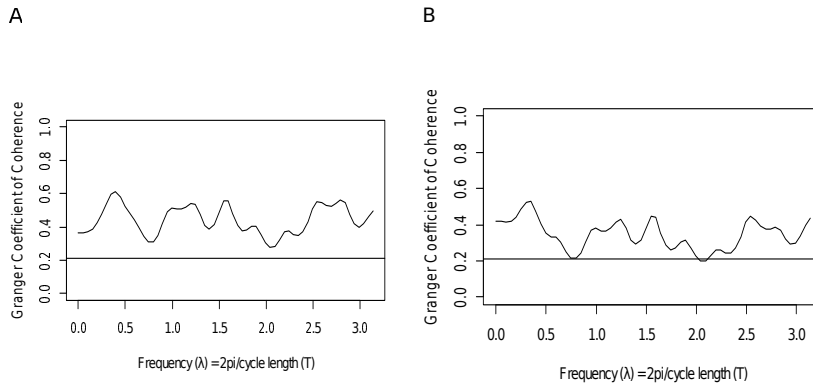 A
Granger Coefficient of Coherence
1.0
0.8
0.6
0.4
0.2
0.0
0.0 0.5 1.0 1.5 2.0 2.5 3.0
Frequency (λ) = 2pi/cycle length (T)
B
Granger Coefficient of Coherence
1.0
0.8
0.6
0.4
0.2
0.0
0.0 0.5 1.0 1.5 2.0 2.5 3.0
Frequency (λ) = 2pi/cycle length (T)